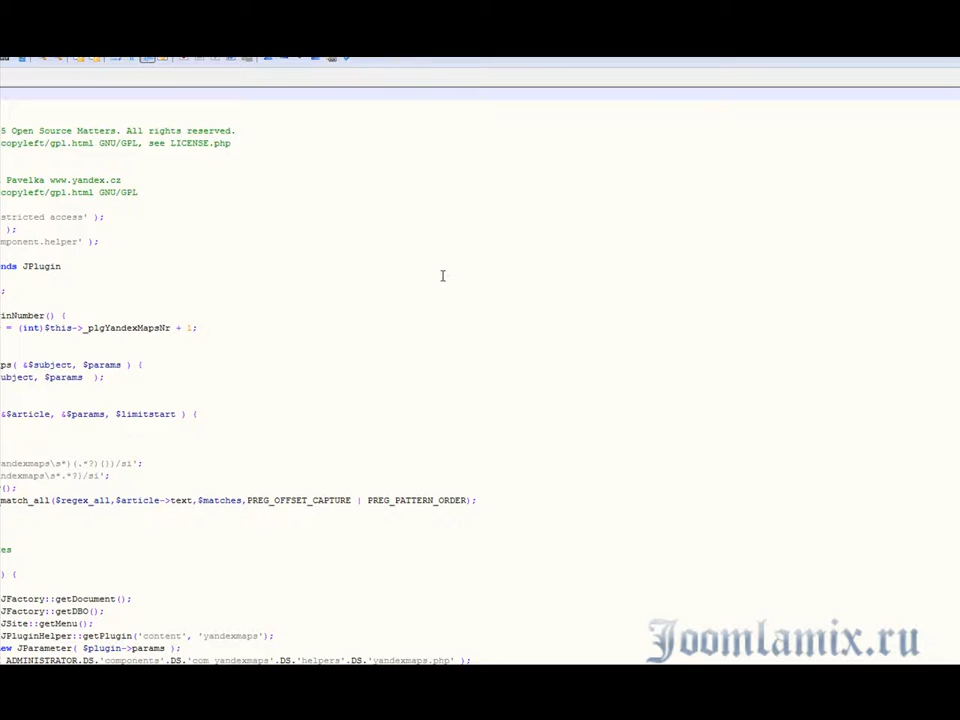 S Open Source Matters. All rights reserved.
copyleft/gpl.html GNU/GPL, see LICENSE.php
Pavelka www.yandex.cz
copyleft/gpl.html GNU/GPL
stricted access' );
);
mponent.helper' );
nds JPlugin
;
inNumber() {
= (int)$this->_plgYandexMapsNr + 1;
ps( &$subject, $params ) {
ubject, $params  );
&$article, &$params, $limitstart ) {
andexmaps\s*)(.*?)())/si';
ndexmaps\s*.*?)/si';
();
match_all($regex_all,$article->text,$matches,PREG_OFFSET_CAPTURE | PREG_PATTERN_ORDER);
es
) {
JFactory::getDocument();
JFactory::getDBO();
JSite::getMenu();
JPluginHelper::getPlugin('content', 'yandexmaps');
ew JParameter( $plugin->params );
ADMINISTRATOR.DS.'components'.DS.'com_yandexmaps'.DS.'helpers'.DS.'yandexmaps.php' );
Joomlamix.ru